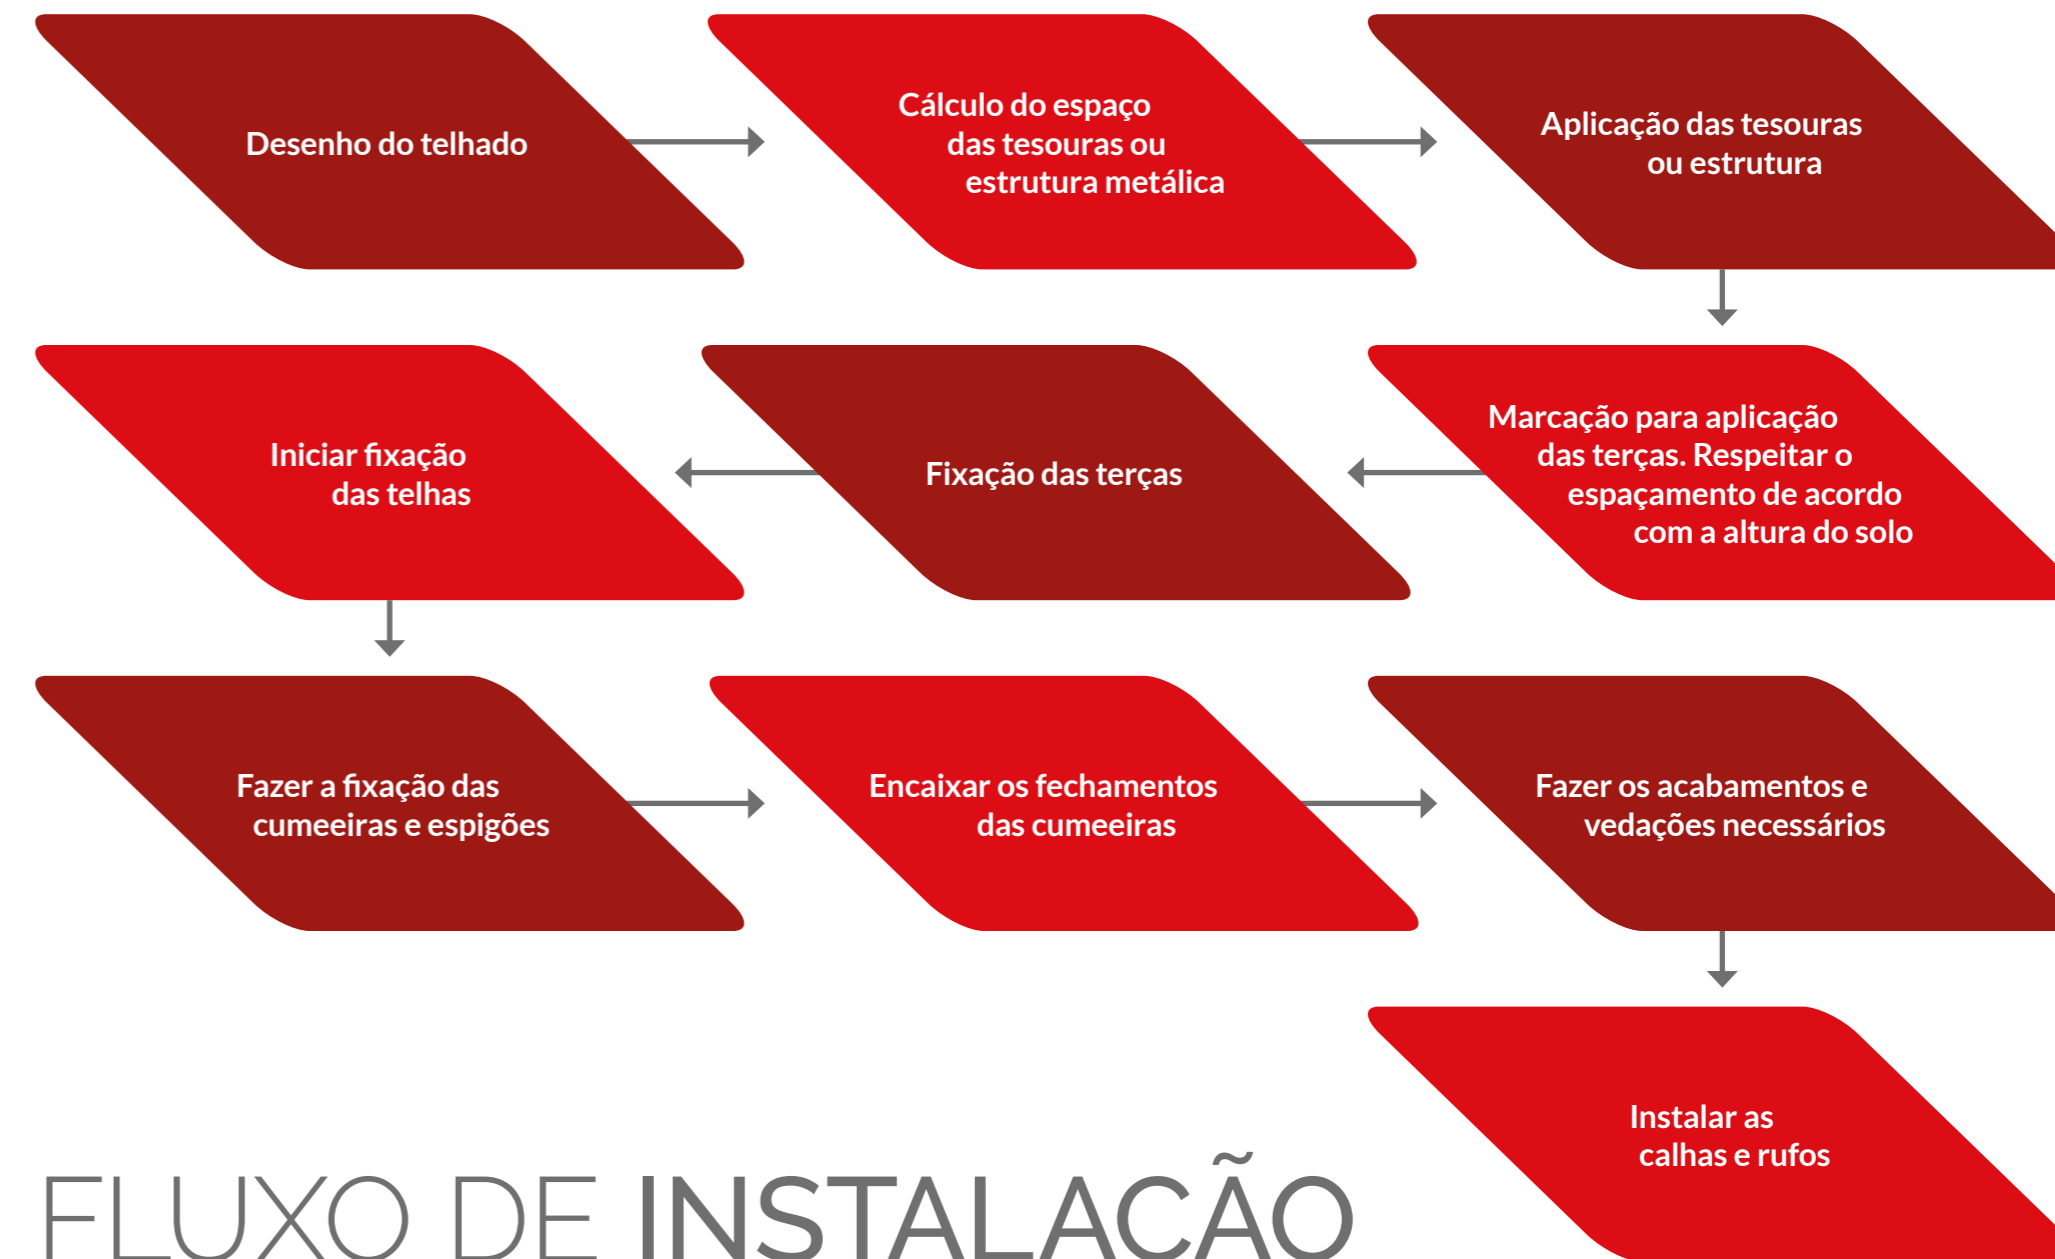 Desenho do telhado
Cálculo do espaço
das tesouras ou
estrutura metálica
Aplicação das tesouras
ou estrutura
Marcação para aplicação
das terças. Respeitar o
espaçamento de acordo
com a altura do solo
Fixação das terças
Iniciar fixação
das telhas
Fazer a fixação das
cumeeiras e espigões
Encaixar os fechamentos
das cumeeiras
Fazer os acabamentos e
vedações necessários
Instalar as
calhas e rufos
FLUXO DE INSTALAÇÃO